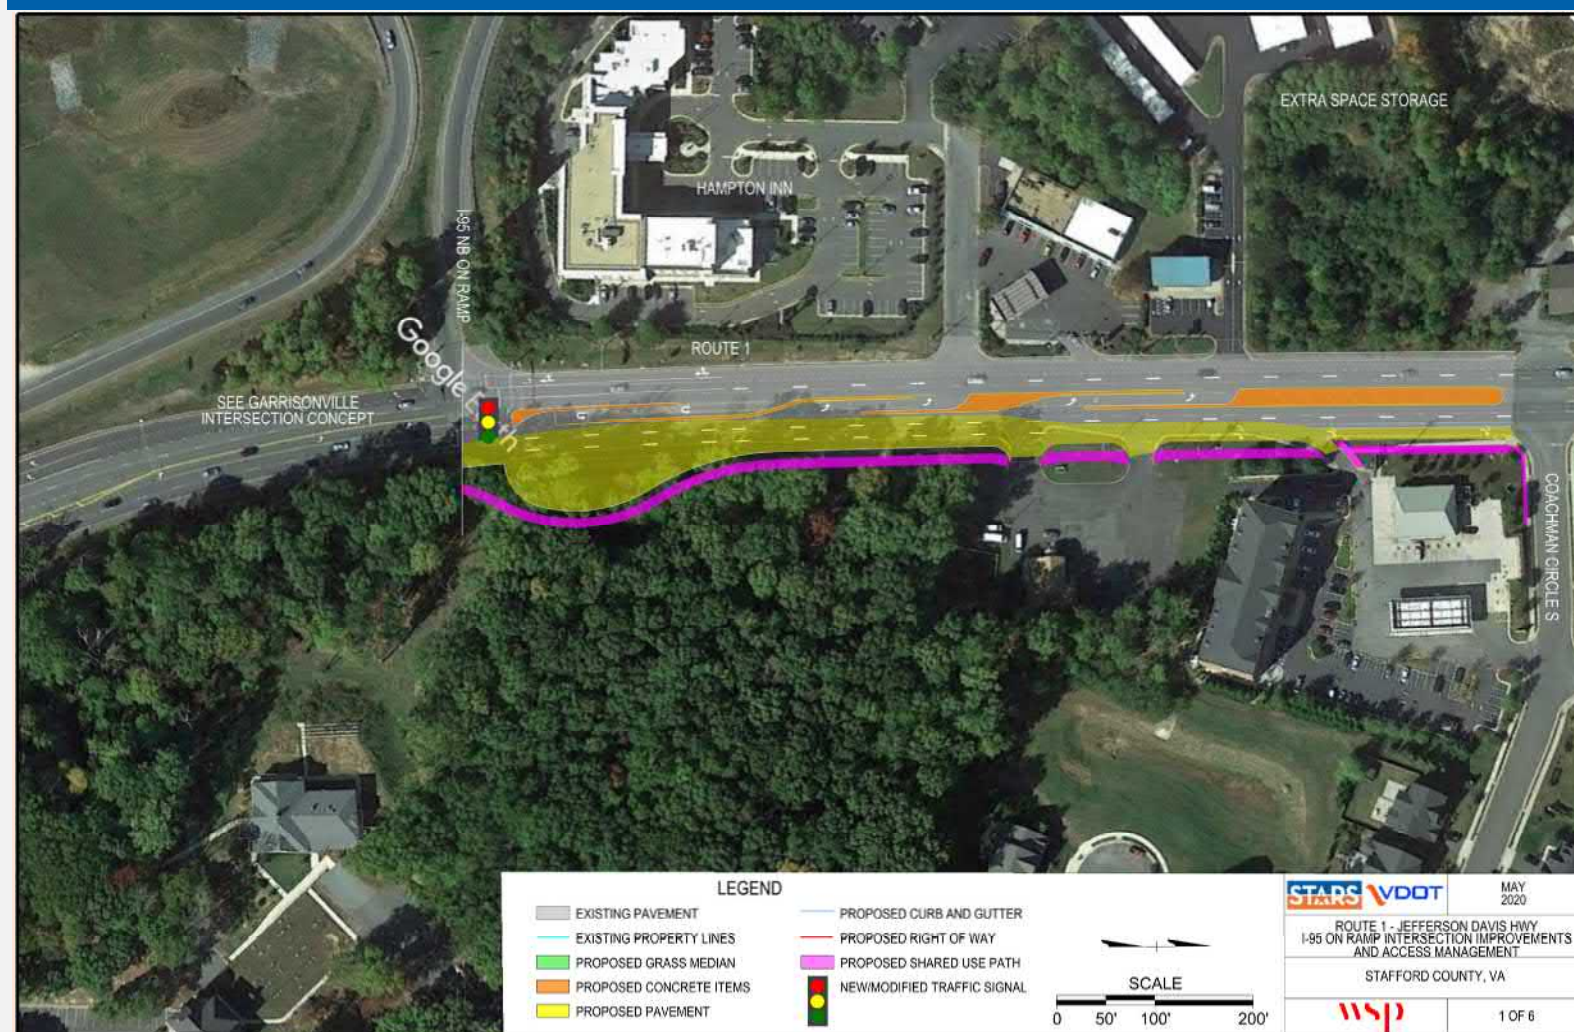 EXTRA SPACE STORAGE
HAMPTON INN
I-95 NB ON RAMP
ROUTE 1
Google Earth
SEE GARRISONVILLE
INTERSECTION CONCEPT
COACHMAN CIRCLE S
LEGEND
EXISTING PAVEMENT
EXISTING PROPERTY LINES
PROPOSED GRASS MEDIAN
PROPOSED CONCRETE ITEMS
PROPOSED PAVEMENT
PROPOSED CURB AND GUTTER
PROPOSED RIGHT OF WAY
PROPOSED SHARED USE PATH
NEW/MODIFIED TRAFFIC SIGNAL
SCALE
0 50' 100' 200'
STARS VDOT
MAY
2020
ROUTE 1 - JEFFERSON DAVIS HWY
I-95 ON RAMP INTERSECTION IMPROVEMENTS
AND ACCESS MANAGEMENT
STAFFORD COUNTY, VA
wsp
1 OF 6